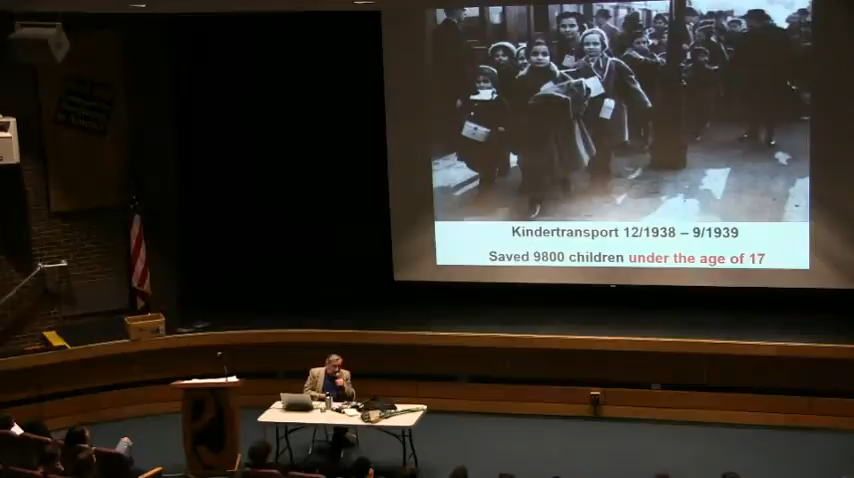 Kindertransport 12/1938 – 9/1939
Saved 9800 children under the age of 17